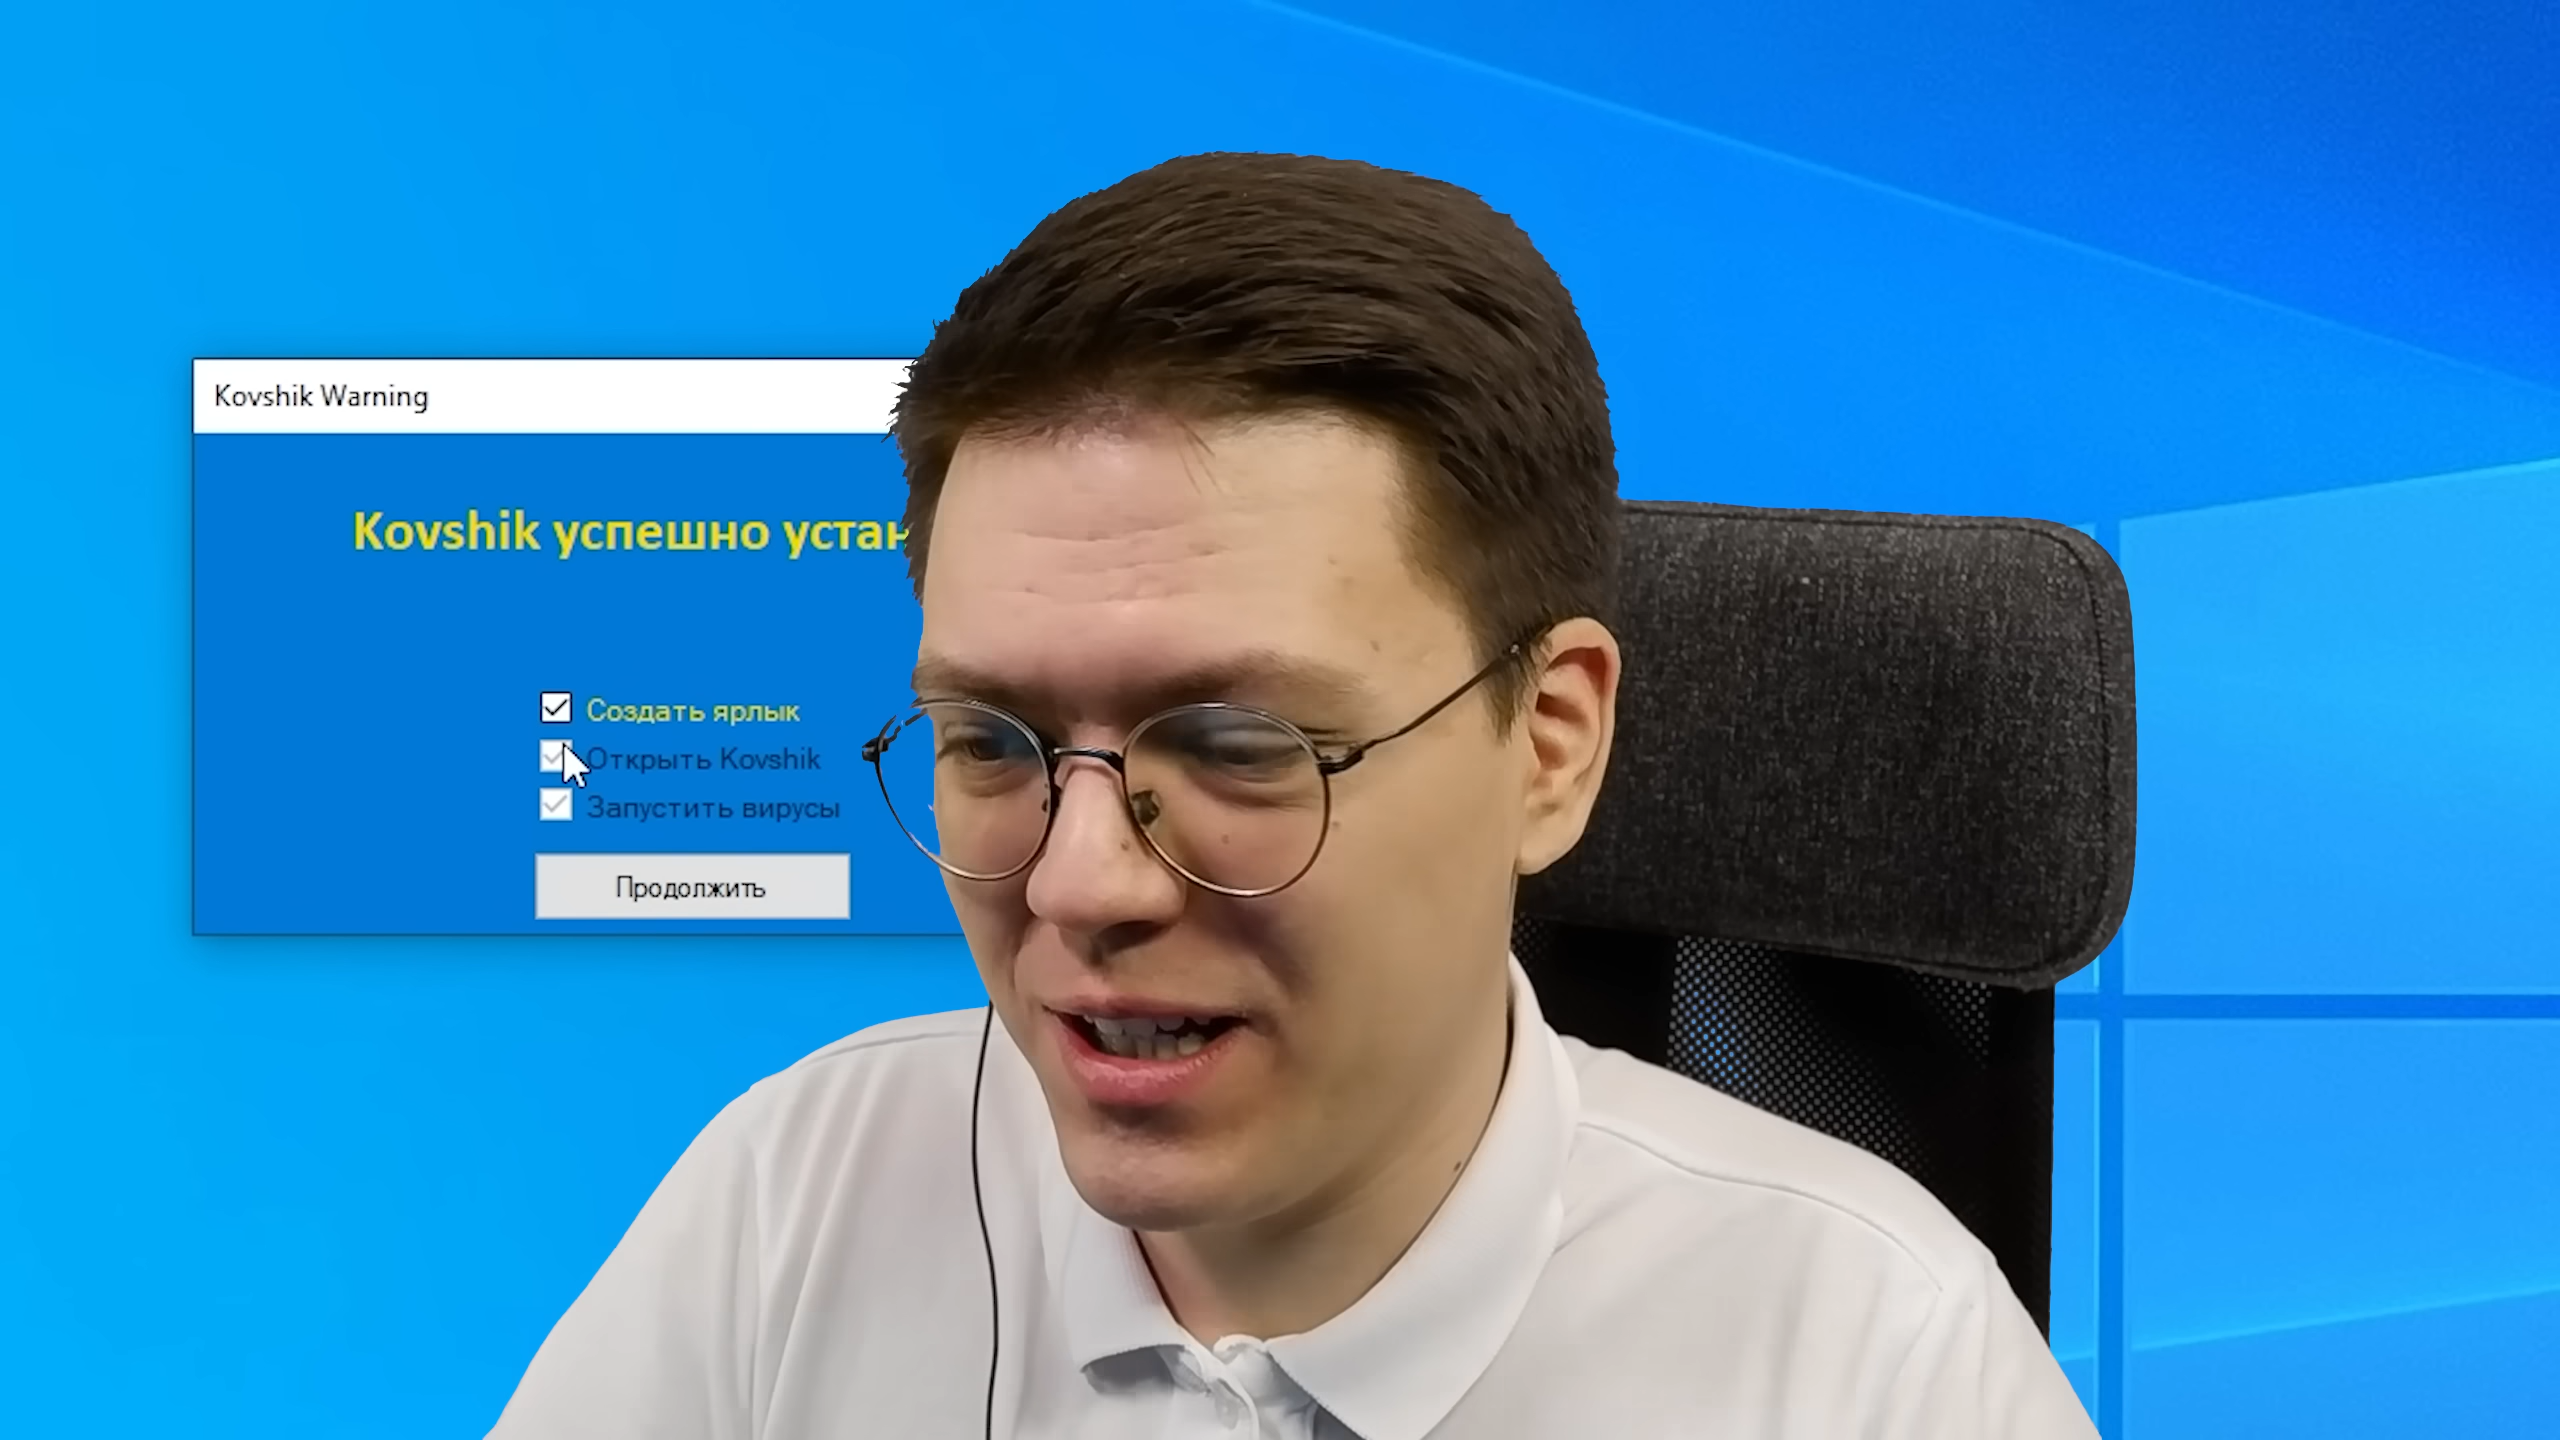 Kovshik Warning
Kovshik успешно устан
Создать ярлык
Открыть Kovshik
Запустить вирусы
Продолжить